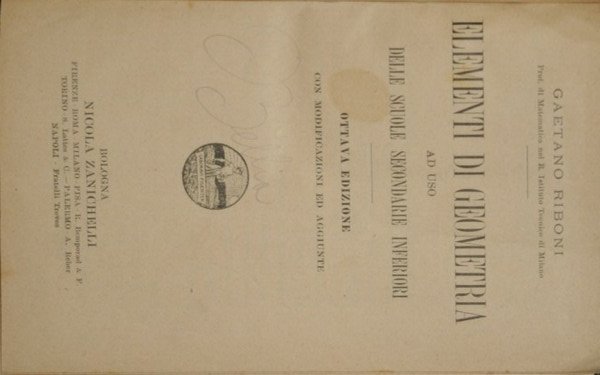 GAETANO RIBONI
Prof. di Matematica nel R. Istituto Tecnico di Milano
ELEMENTI DI GEOMETRIA
AD USO
DELLE SCUOLE SECONDARIE INFERIORI
OTTAVA EDIZIONE
CON MODIFICAZIONI ED AGGIUNTE
BOLOGNA
NICOLA ZANICHELLI
FIRENZE ROMA MILANO PISA R. Bemporad & F.
TORINO S. Lattes & C. — PALERMO A. Reber
NAPOLI Fratelli Treves